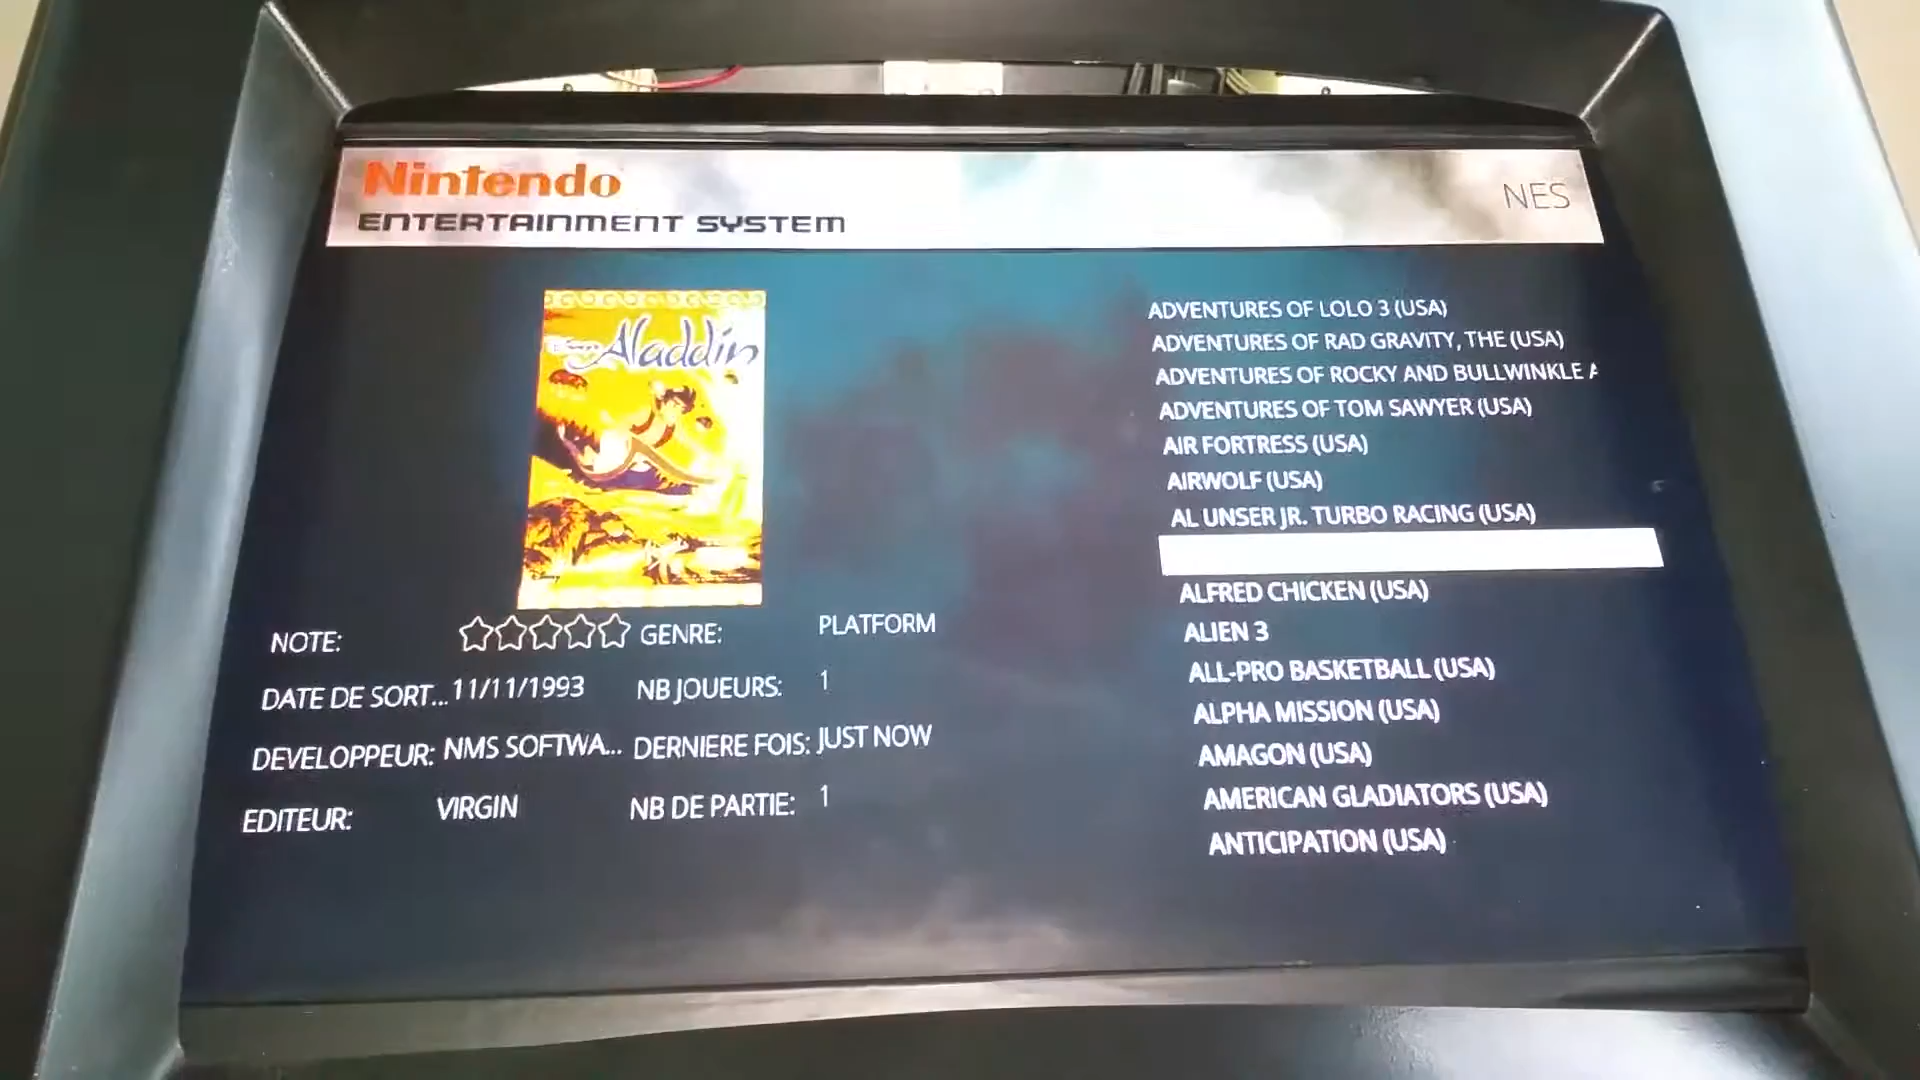 Nintendo
ENTERTAINMENT SYSTEM
NES
Disney's Aladdin
NOTE:
GENRE:
PLATFORM
DATE DE SORT... 11/11/1993
NB JOUEURS:
1
DEVELOPPEUR: NMS SOFTWA...
DERNIERE FOIS: JUST NOW
EDITEUR:
VIRGIN
NB DE PARTIE:
1
ADVENTURES OF LOLO 3 (USA)
ADVENTURES OF RAD GRAVITY, THE (USA)
ADVENTURES OF ROCKY AND BULLWINKLE A
ADVENTURES OF TOM SAWYER (USA)
AIR FORTRESS (USA)
AIRWOLF (USA)
AL UNSER JR. TURBO RACING (USA)
ALFRED CHICKEN (USA)
ALIEN 3
ALL-PRO BASKETBALL (USA)
ALPHA MISSION (USA)
AMAGON (USA)
AMERICAN GLADIATORS (USA)
ANTICIPATION (USA)